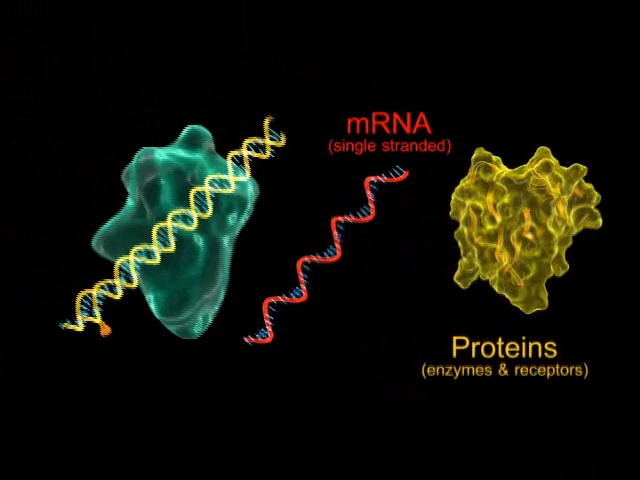 mRNA
(single stranded)
Proteins
(enzymes & receptors)